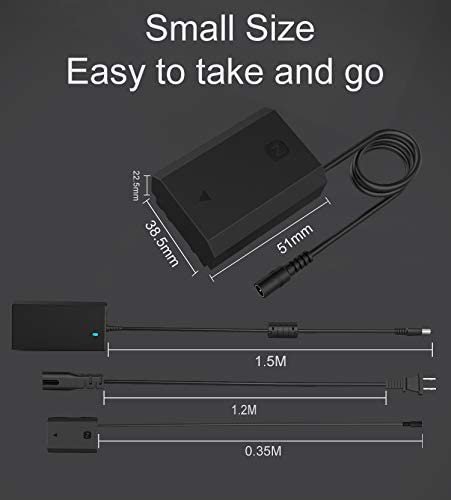 Small Size
Easy to take and go
22.5mm
38.5mm
51mm
1.5M
1.2M
0.35M